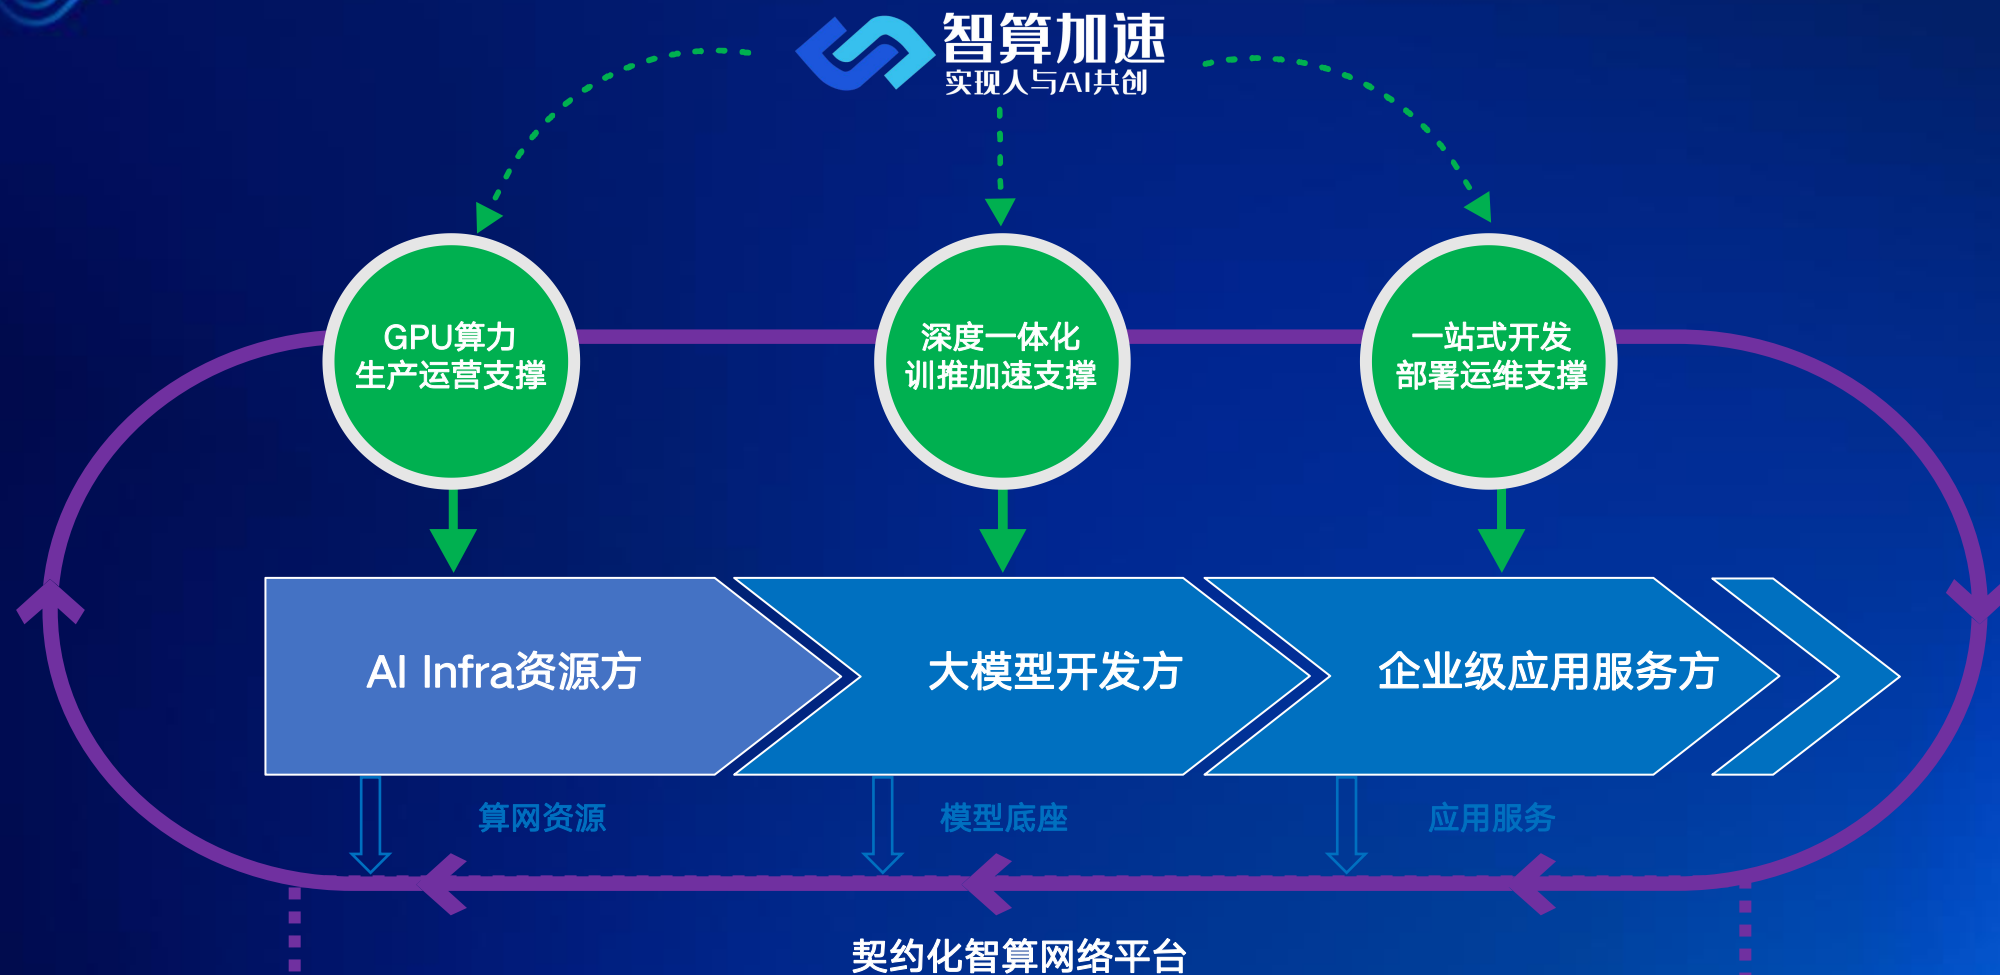 智算加速
实现人与AI共创
GPU算力
生产运营支撑
深度一体化
训推加速支撑
一站式开发
部署运维支撑
AI Infra资源方
大模型开发方
企业级应用服务方
算网资源
模型底座
应用服务
契约化智算网络平台